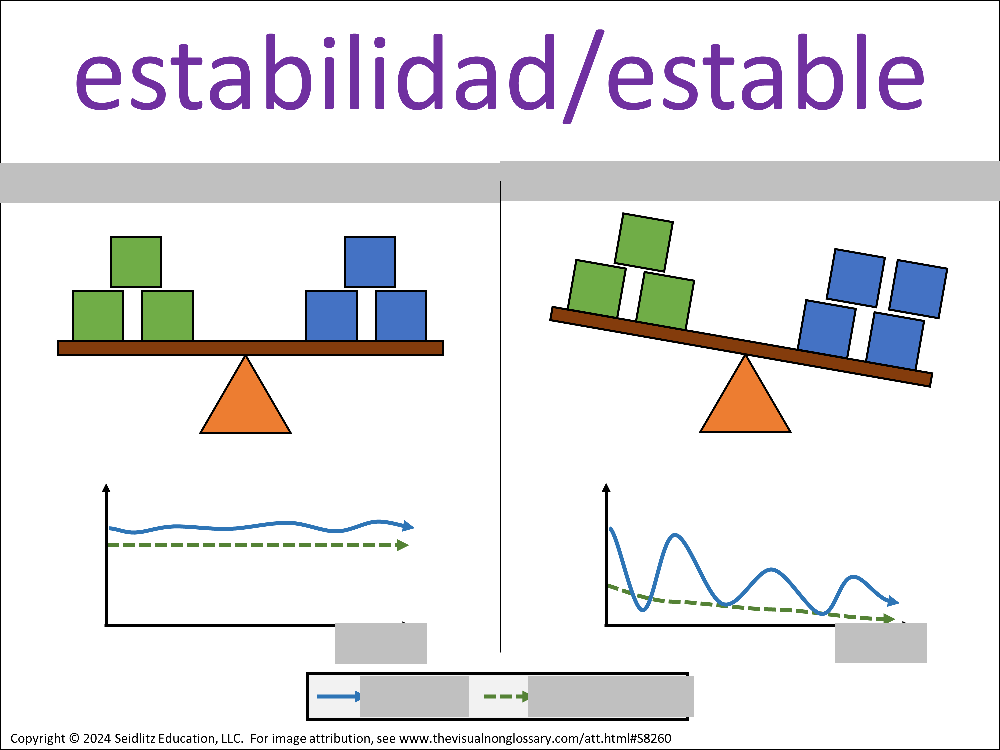 estabilidad/estable
Copyright © 2024 Seidlitz Education, LLC.  For image attribution, see www.thevisualnonglossary.com/att.html#S8260